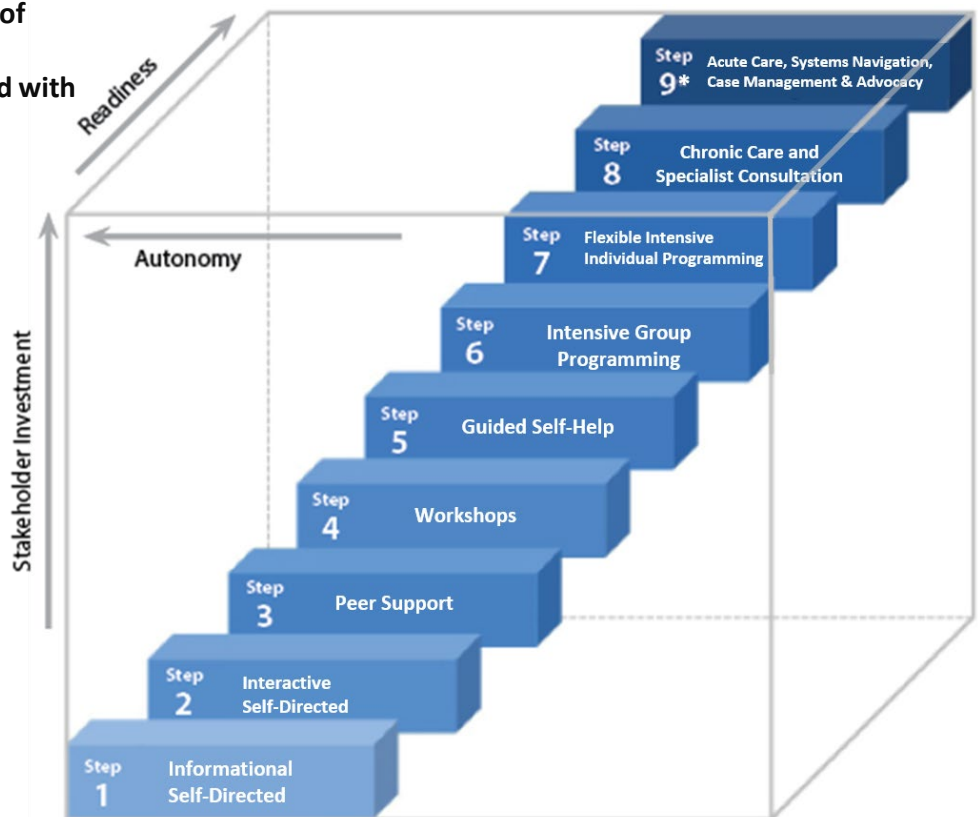 of
d with
Readiness
Step
9*
Acute Care, Systems Navigation,
Case Management & Advocacy
Step
8
Chronic Care and
Specialist Consultation
Autonomy
Step
7
Flexible Intensive
Individual Programming
Step
6
Intensive Group
Programming
Stakeholder Investment
Step
5
Guided Self-Help
Step
4
Workshops
Step
3
Peer Support
Step
2
Interactive
Self-Directed
Step
1
Informational
Self-Directed